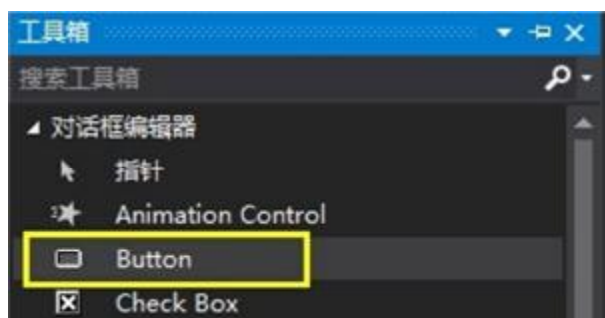 工具箱
搜索工具箱
对话框编辑器
指针
Animation Control
Button
Check Box